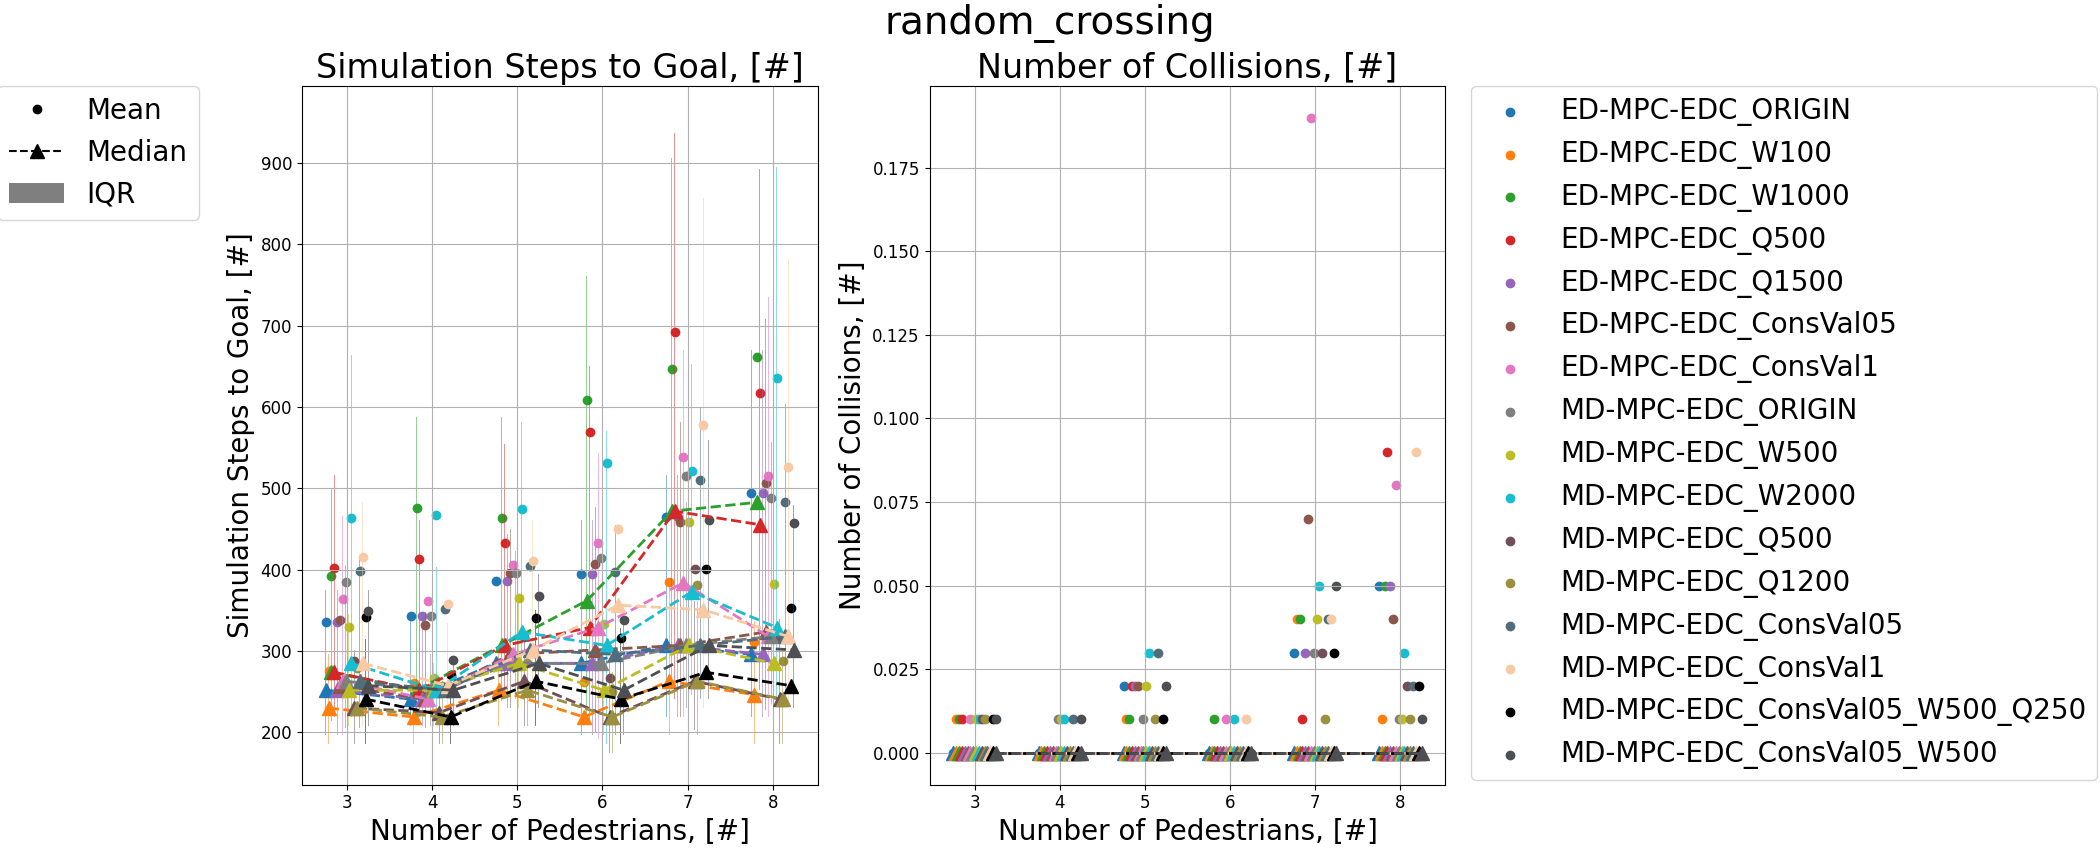 random_crossing
Simulation Steps to Goal, [#]
Number of Collisions, [#]
Mean
Median
IQR
Simulation Steps to Goal, [#]
900
800
700
600
500
400
300
200
3 4 5 6 7 8
Number of Pedestrians, [#]
Number of Collisions, [#]
0.175
0.150
0.125
0.100
0.075
0.050
0.025
0.000
3 4 5 6 7 8
Number of Pedestrians, [#]
ED-MPC-EDC_ORIGIN
ED-MPC-EDC_W100
ED-MPC-EDC_W1000
ED-MPC-EDC_Q500
ED-MPC-EDC_Q1500
ED-MPC-EDC_ConsVal05
ED-MPC-EDC_ConsVal1
MD-MPC-EDC_ORIGIN
MD-MPC-EDC_W500
MD-MPC-EDC_W2000
MD-MPC-EDC_Q500
MD-MPC-EDC_Q1200
MD-MPC-EDC_ConsVal05
MD-MPC-EDC_ConsVal1
MD-MPC-EDC_ConsVal05_W500_Q250
MD-MPC-EDC_ConsVal05_W500